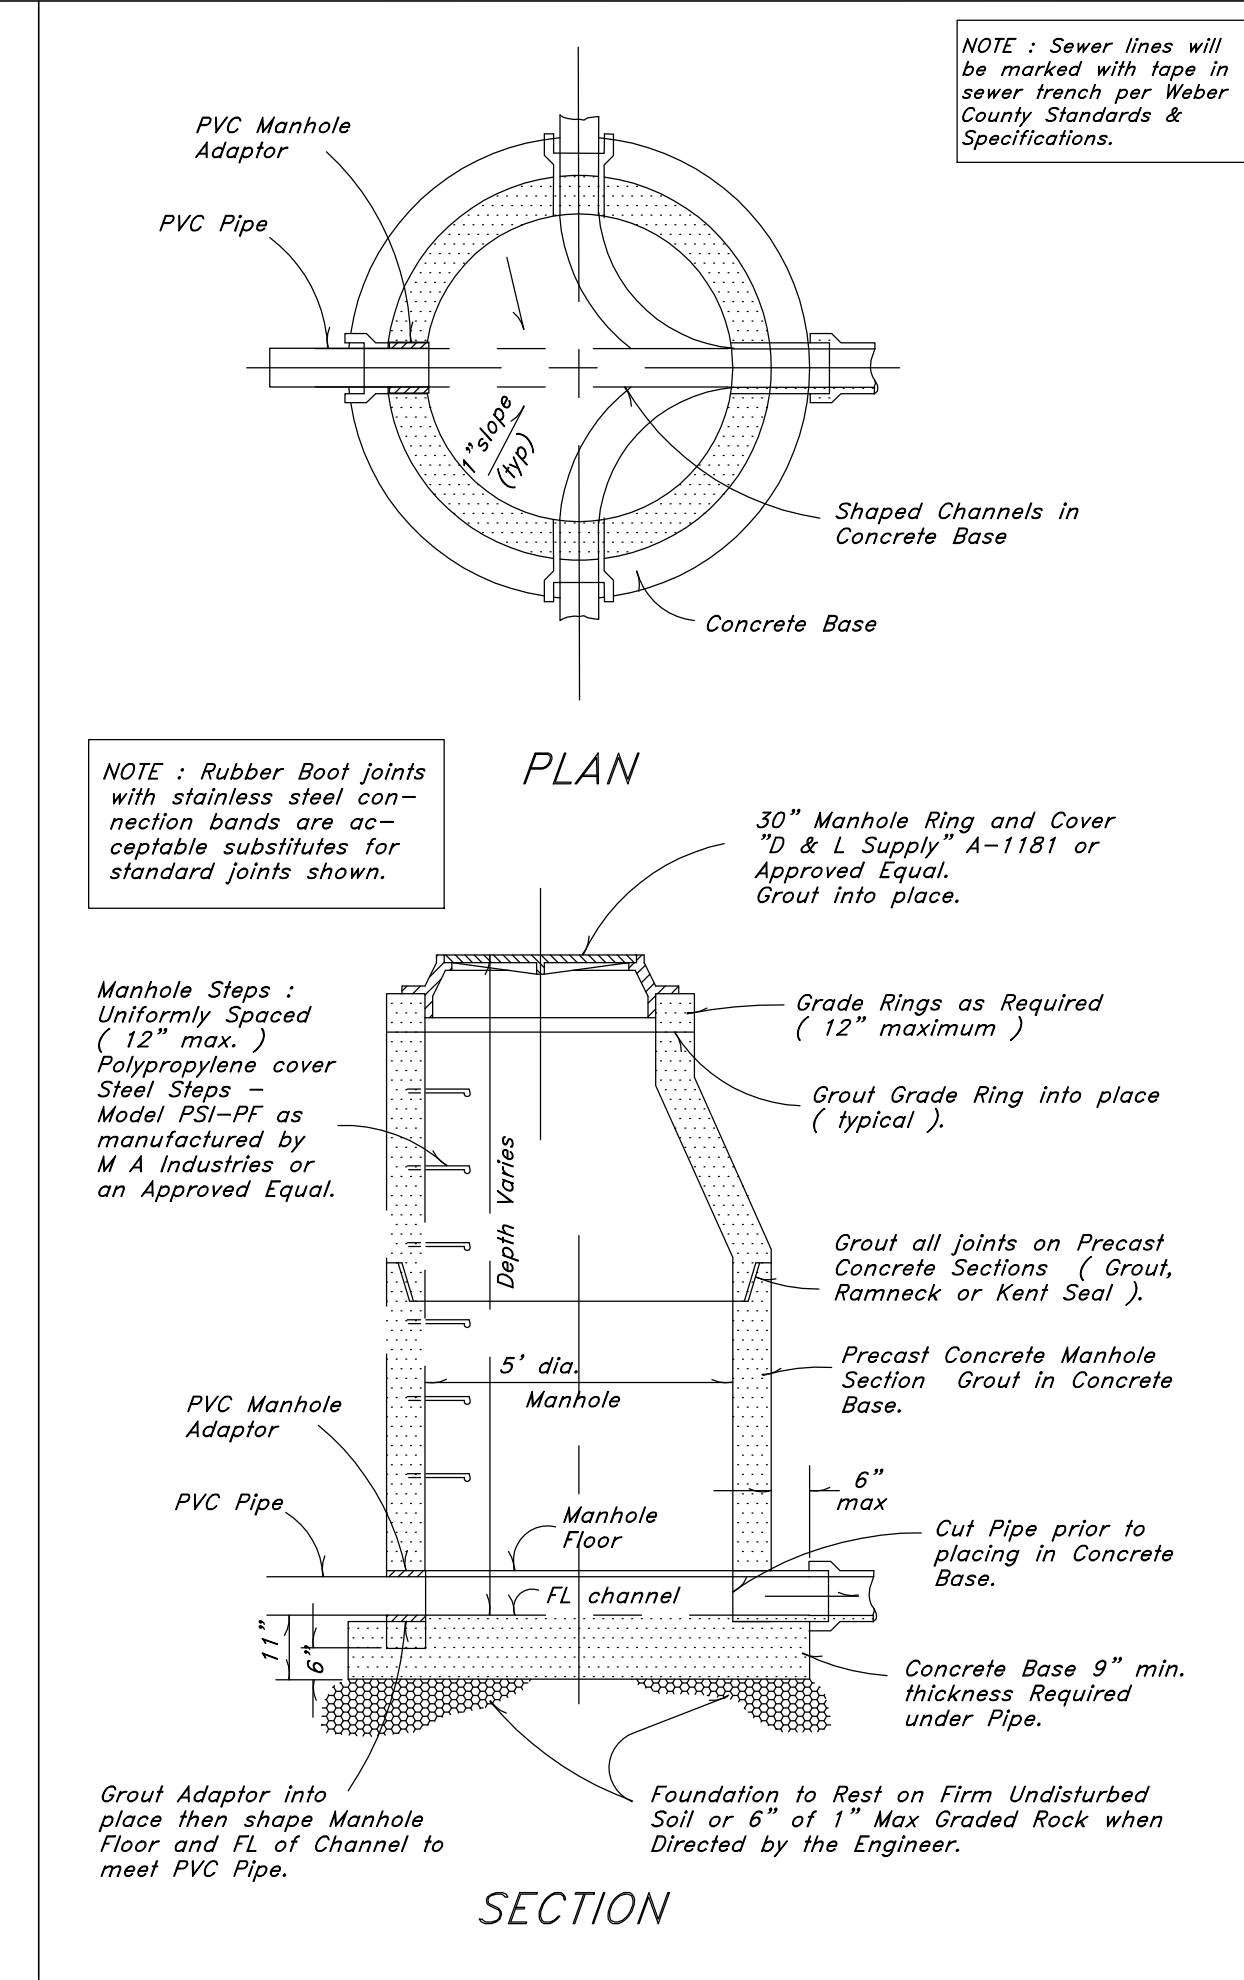 NOTE : Sewer lines will
be marked with tape in
sewer trench per Weber
County Standards &
Specifications.
PVC Manhole
Adaptor
PVC Pipe
1" slope
(typ)
Shaped Channels in
Concrete Base
Concrete Base
PLAN
NOTE : Rubber Boot joints
with stainless steel con-
nection bands are ac-
ceptable substitutes for
standard joints shown.
30" Manhole Ring and Cover
"D & L Supply" A-1181 or
Approved Equal.
Grout into place.
Manhole Steps :
Uniformly Spaced
( 12" max. )
Polypropylene cover
Steel Steps -
Model PSI-PF as
manufactured by
M A Industries or
an Approved Equal.
Grade Rings as Required
( 12" maximum )
Grout Grade Ring into place
( typical ).
Depth Varies
Grout all joints on Precast
Concrete Sections ( Grout,
Ramneck or Kent Seal ).
5' dia.
Manhole
Precast Concrete Manhole
Section Grout in Concrete
Base.
PVC Manhole
Adaptor
PVC Pipe
6"
max
Manhole
Floor
Cut Pipe prior to
placing in Concrete
Base.
FL channel
11"
6"
Concrete Base 9" min.
thickness Required
under Pipe.
Grout Adaptor into
place then shape Manhole
Floor and FL of Channel to
meet PVC Pipe.
Foundation to Rest on Firm Undisturbed
Soil or 6" of 1" Max Graded Rock when
Directed by the Engineer.
SECTION